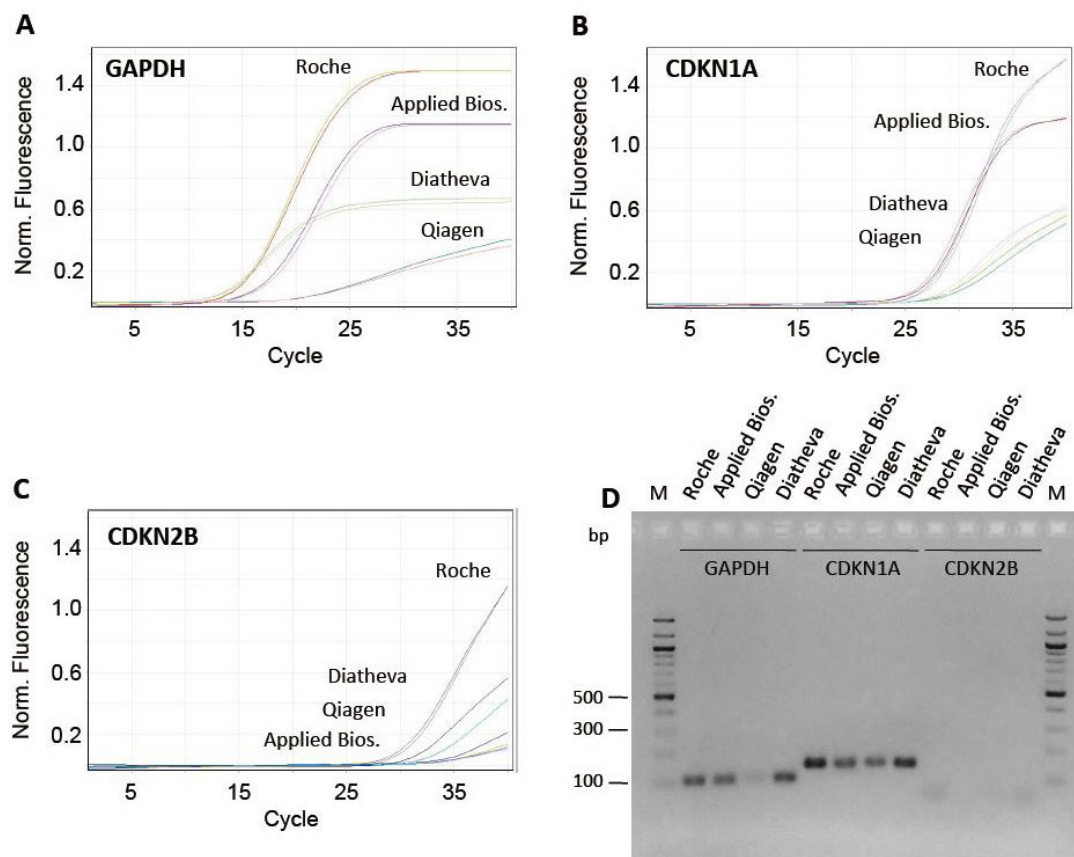 A
GAPDH
Roche
Applied Bios.
Diatheva
Qiagen
Norm. Fluorescence
1.4
1.0
0.6
0.2
5
15
25
35
Cycle
B
CDKN1A
Roche
Applied Bios.
Diatheva
Qiagen
Norm. Fluorescence
1.4
1.0
0.6
0.2
5
15
25
35
Cycle
C
CDKN2B
Roche
Diatheva
Qiagen
Applied Bios.
Norm. Fluorescence
1.4
1.0
0.6
0.2
5
15
25
35
Cycle
D
M
Roche
Applied Bios.
Qiagen
Diatheva
Roche
Applied Bios.
Qiagen
Diatheva
Roche
Applied Bios.
Qiagen
Diatheva
M
bp
GAPDH
CDKN1A
CDKN2B
500
300
100